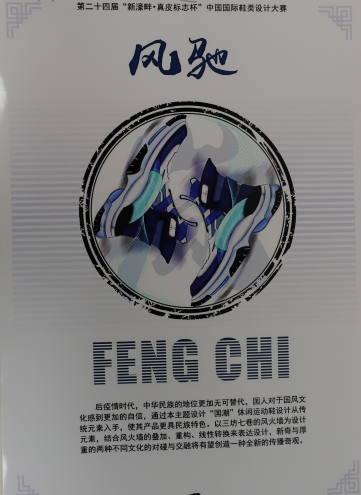 第二十四届“新濠畔·真皮标志杯”中国国际鞋类设计大赛
风驰
FENG CHI
后疫情时代，中华民族的地位更加无可替代，国人对于国风文
化感到更加的自信，通过本主题设计“国潮”休闲运动鞋设计从传
统元素入手，使其产品更具民族特色。以三坊七巷的风火墙为设计
元素，结合风火墙的叠加、重构、线性转换来表达设计，新奇与厚
重的两种不同文化的对碰与交融将有望创造一种全新的传播奇观。